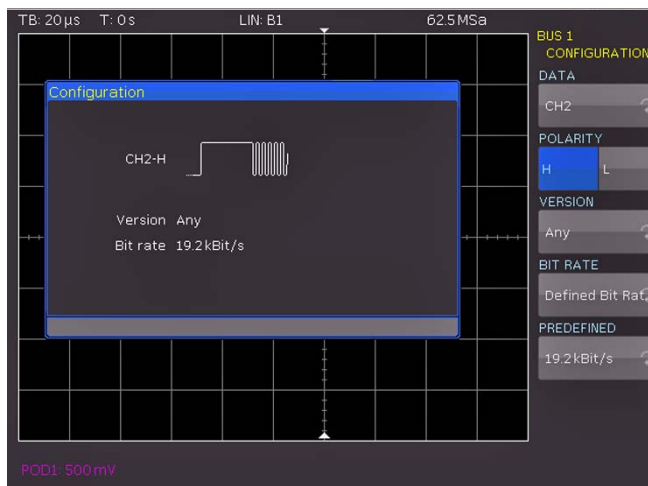 TB: 20 µs T: 0 s LIN: B1 62.5 MSa
BUS 1
CONFIGURATION
DATA
CH2
POLARITY
H L
VERSION
Any
BIT RATE
Defined Bit Rat.
PREDEFINED
19.2 kBit/s
Configuration
CH2-H
Version Any
Bit rate 19.2 kBit/s
POD1: 500 mV